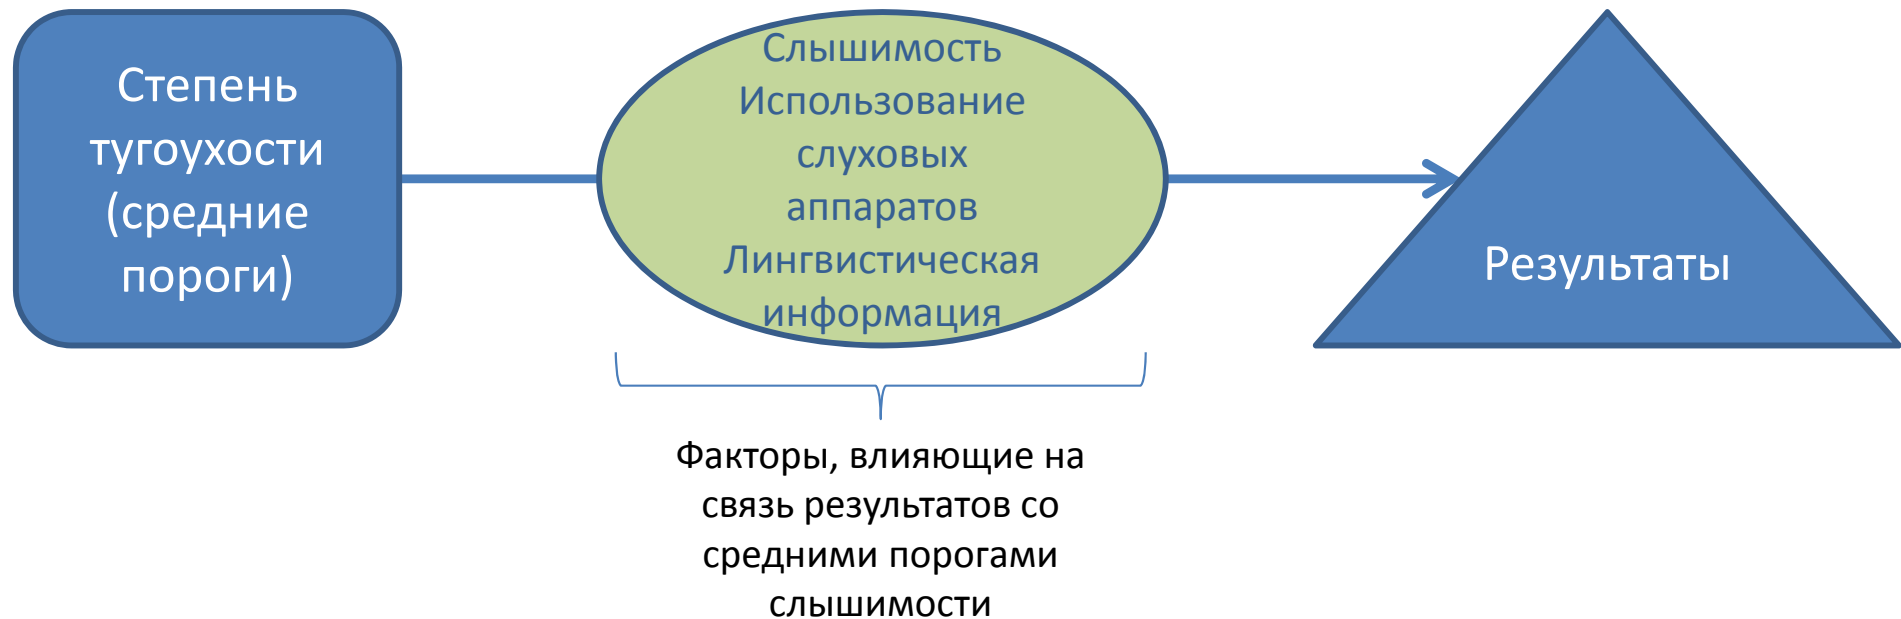 Степень
тугоухости
(средние
пороги)
Слышимость
Использование
слуховых
аппаратов
Лингвистическая
информация
Результаты
Факторы, влияющие на
связь результатов со
средними порогами
слышимости